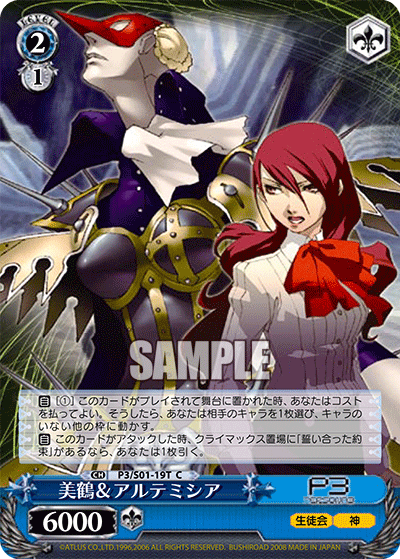 LEVEL
2
1
SAMPLE
自 [①] このカードがプレイされて舞台に置かれた時、あなたはコスト
を払ってよい。そうしたら、あなたは相手のキャラを1枚選び、キャラの
いない他の枠に動かす。
自 このカードがアタックした時、クライマックス置場に「誓い合った約
束」があるなら、あなたは1枚引く。
CH P3/S01-19T C
美鶴&アルテミシア
P3
PERSONA3
6000
生徒会 神
©ATLUS CO.,LTD.1996,2006 ALL RIGHTS RESERVED. BUSHIROAD 2008 MADE IN JAPAN